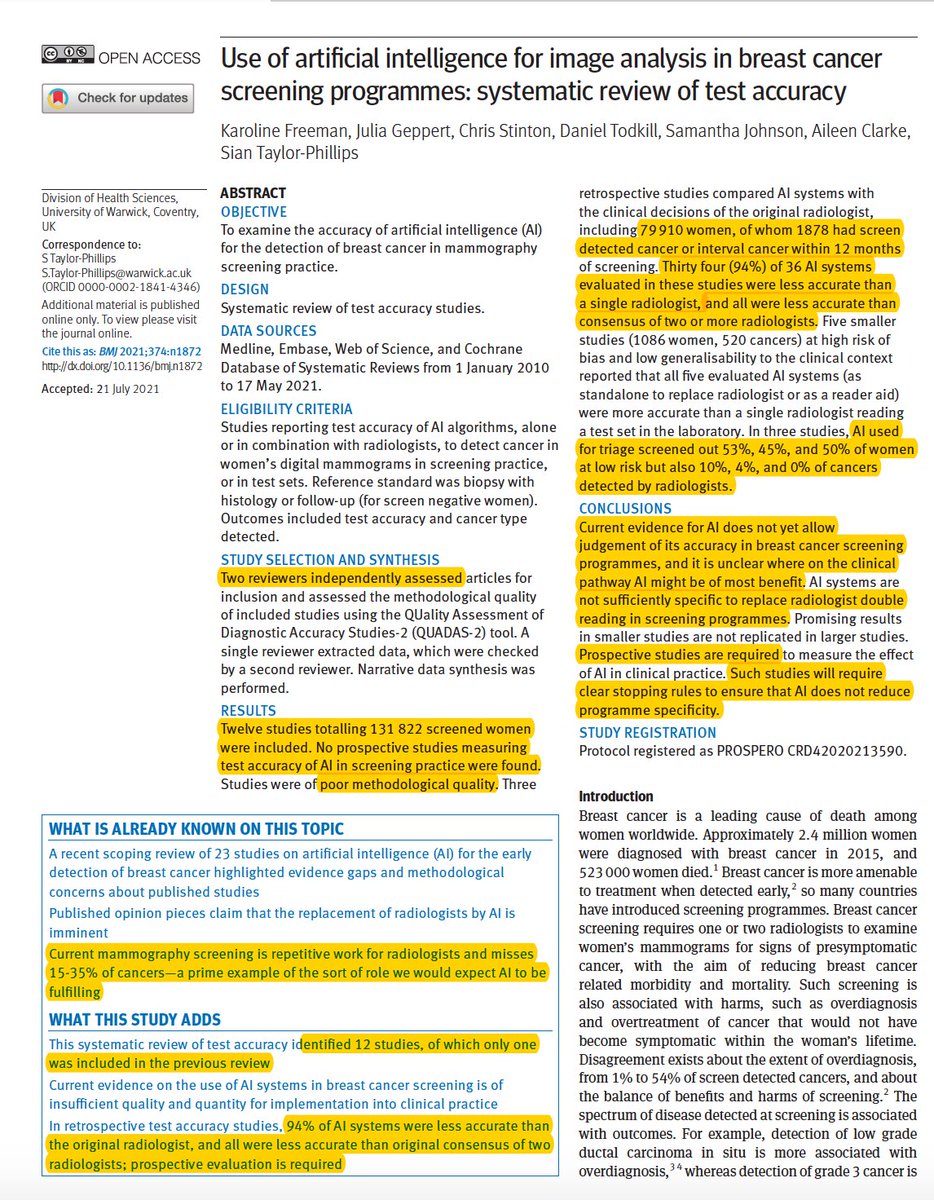 OPEN ACCESS
Check for updates
Use of artificial intelligence for image analysis in breast cancer
screening programmes: systematic review of test accuracy
Karoline Freeman, Julia Geppert, Chris Stinton, Daniel Todkill, Samantha Johnson, Aileen Clarke,
Sian Taylor-Phillips
Division of Health Sciences,
University of Warwick, Coventry,
UK
Correspondence to:
S Taylor-Phillips
S.Taylor-Phillips@warwick.ac.uk
(ORCID 0000-0002-1841-4346)
Additional material is published
online only. To view please visit
the journal online.
Cite this as: BMJ 2021;374:n1872
http://dx.doi.org/10.1136/bmj.n1872
Accepted: 21 July 2021
ABSTRACT
OBJECTIVE
To examine the accuracy of artificial intelligence (AI)
for the detection of breast cancer in mammography
screening practice.
DESIGN
Systematic review of test accuracy studies.
DATA SOURCES
Medline, Embase, Web of Science, and Cochrane
Database of Systematic Reviews from 1 January 2010
to 17 May 2021.
ELIGIBILITY CRITERIA
Studies reporting test accuracy of AI algorithms, alone
or in combination with radiologists, to detect cancer in
women’s digital mammograms in screening practice,
or in test sets. Reference standard was biopsy with
histology or follow-up (for screen negative women).
Outcomes included test accuracy and cancer type
detected.
STUDY SELECTION AND SYNTHESIS
Two reviewers independently assessed articles for
inclusion and assessed the methodological quality
of included studies using the QUality Assessment of
Diagnostic Accuracy Studies-2 (QUADAS-2) tool. A
single reviewer extracted data, which were checked
by a second reviewer. Narrative data synthesis was
performed.
RESULTS
Twelve studies totalling 131 822 screened women
were included. No prospective studies measuring
test accuracy of AI in screening practice were found.
Studies were of poor methodological quality. Three
retrospective studies compared AI systems with
the clinical decisions of the original radiologist,
including 79 910 women, of whom 1878 had screen
detected cancer or interval cancer within 12 months
of screening. Thirty four (94%) of 36 AI systems
evaluated in these studies were less accurate than
a single radiologist, and all were less accurate than
consensus of two or more radiologists. Five smaller
studies (1086 women, 520 cancers) at high risk of
bias and low generalisability to the clinical context
reported that all five evaluated AI systems (as
standalone to replace radiologist or as a reader aid)
were more accurate than a single radiologist reading
a test set in the laboratory. In three studies, AI used
for triage screened out 53%, 45%, and 50% of women
at low risk but also 10%, 4%, and 0% of cancers
detected by radiologists.
CONCLUSIONS
Current evidence for AI does not yet allow
judgement of its accuracy in breast cancer screening
programmes, and it is unclear where on the clinical
pathway AI might be of most benefit. AI systems are
not sufficiently specific to replace radiologist double
reading in screening programmes. Promising results
in smaller studies are not replicated in larger studies.
Prospective studies are required to measure the effect
of AI in clinical practice. Such studies will require
clear stopping rules to ensure that AI does not reduce
programme specificity.
STUDY REGISTRATION
Protocol registered as PROSPERO CRD42020213590.
WHAT IS ALREADY KNOWN ON THIS TOPIC
A recent scoping review of 23 studies on artificial intelligence (AI) for the early
detection of breast cancer highlighted evidence gaps and methodological
concerns about published studies
Published opinion pieces claim that the replacement of radiologists by AI is
imminent
Current mammography screening is repetitive work for radiologists and misses
15-35% of cancers—a prime example of the sort of role we would expect AI to be
fulfilling
WHAT THIS STUDY ADDS
This systematic review of test accuracy identified 12 studies, of which only one
was included in the previous review
Current evidence on the use of AI systems in breast cancer screening is of
insufficient quality and quantity for implementation into clinical practice
In retrospective test accuracy studies, 94% of AI systems were less accurate than
the original radiologist, and all were less accurate than original consensus of two
radiologists; prospective evaluation is required
Introduction
Breast cancer is a leading cause of death among
women worldwide. Approximately 2.4 million women
were diagnosed with breast cancer in 2015, and
523 000 women died.1 Breast cancer is more amenable
to treatment when detected early,2 so many countries
have introduced screening programmes. Breast cancer
screening requires one or two radiologists to examine
women’s mammograms for signs of presymptomatic
cancer, with the aim of reducing breast cancer
related morbidity and mortality. Such screening is
also associated with harms, such as overdiagnosis
and overtreatment of cancer that would not have
become symptomatic within the woman’s lifetime.
Disagreement exists about the extent of overdiagnosis,
from 1% to 54% of screen detected cancers, and about
the balance of benefits and harms of screening.2 The
spectrum of disease detected at screening is associated
with outcomes. For example, detection of low grade
ductal carcinoma in situ is more associated with
overdiagnosis,3 4 whereas detection of grade 3 cancer is